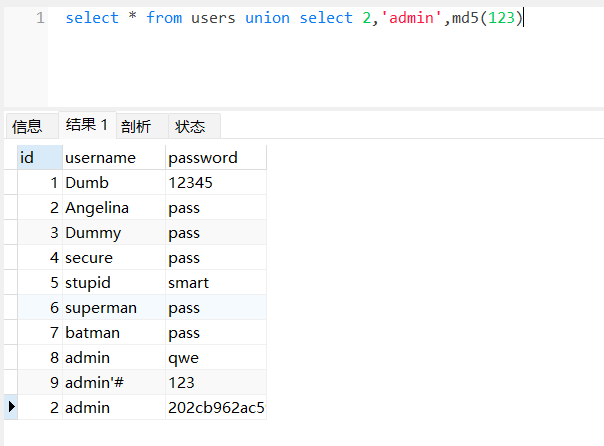 1 select * from users union select 2,'admin',md5(123)
信息 结果 1 剖析 状态
id username password
1 Dumb 12345
2 Angelina pass
3 Dummy pass
4 secure pass
5 stupid smart
6 superman pass
7 batman pass
8 admin qwe
9 admin'# 123
2 admin 202cb962ac5